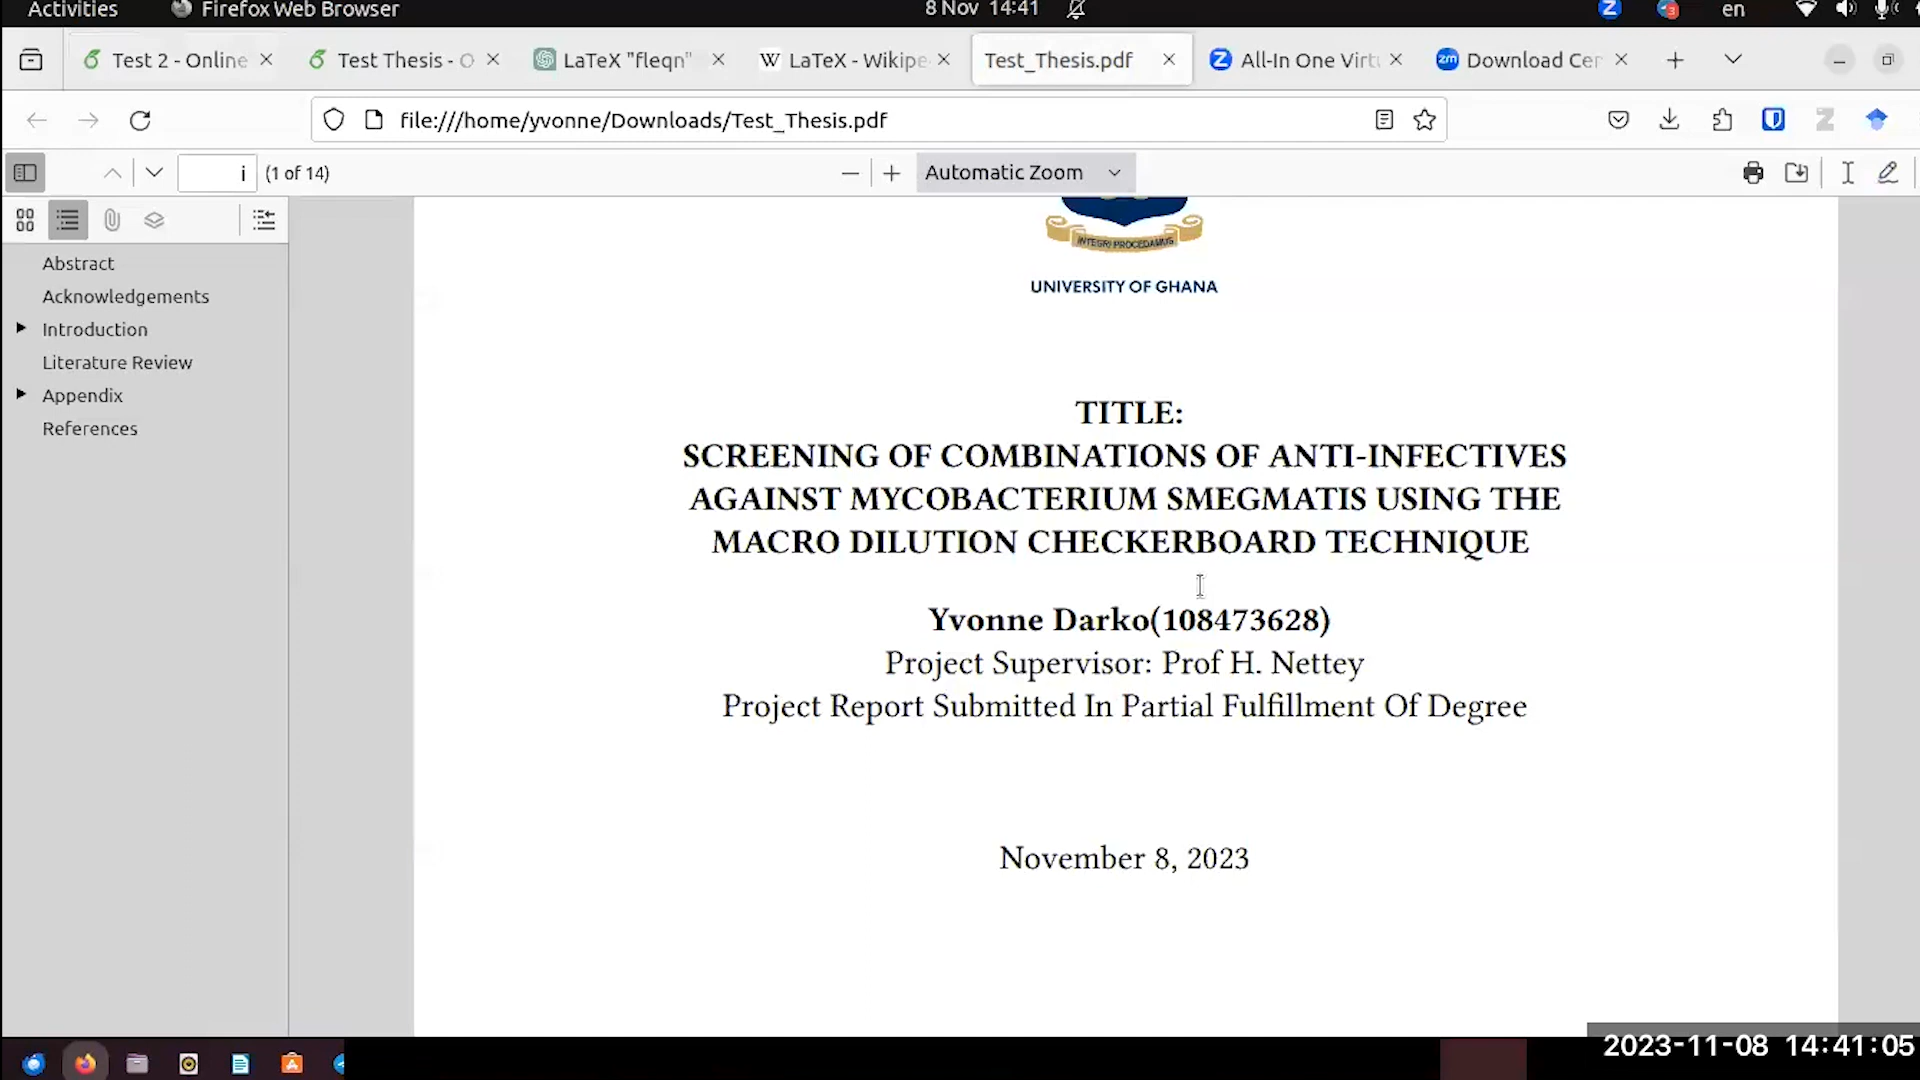 Activities Firefox Web Browser 8 Nov 14:41 en
Test 2 - Online Test Thesis - O LaTeX "fleqn" LaTeX - Wikipe Test_Thesis.pdf All-In One Virtu Download Cen
file:///home/yvonne/Downloads/Test_Thesis.pdf
i (1 of 14) Automatic Zoom
INTEGRI PROCEDAMUS
UNIVERSITY OF GHANA
Abstract
Acknowledgements
Introduction
Literature Review
Appendix
References
TITLE:
SCREENING OF COMBINATIONS OF ANTI-INFECTIVES
AGAINST MYCOBACTERIUM SMEGMATIS USING THE
MACRO DILUTION CHECKERBOARD TECHNIQUE
Yvonne Darko(108473628)
Project Supervisor: Prof H. Nettey
Project Report Submitted In Partial Fulfillment Of Degree
November 8, 2023
2023-11-08 14:41:05